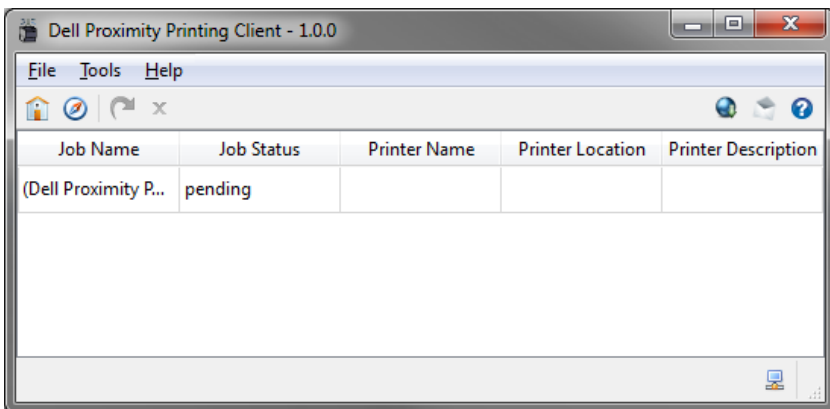 Dell Proximity Printing Client - 1.0.0
File Tools Help
Job Name Job Status Printer Name Printer Location Printer Description
(Dell Proximity P... pending